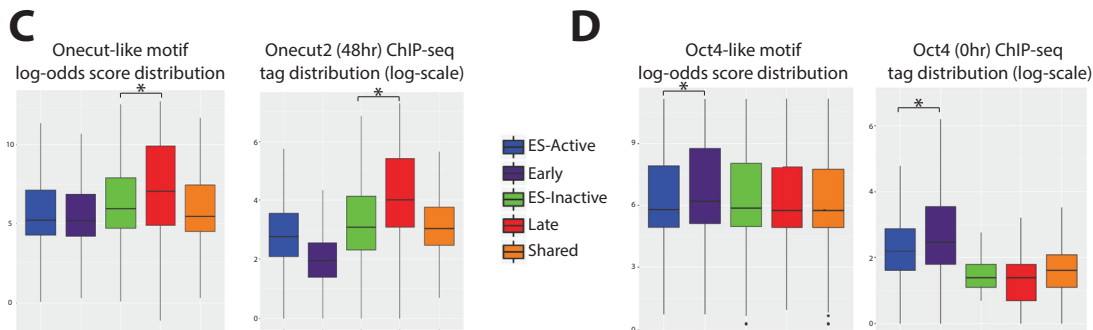 C
Onecut-like motif
log-odds score distribution
*
10
5
0
Onecut2 (48hr) ChIP-seq
tag distribution (log-scale)
*
6
4
2
0
ES-Active
Early
ES-Inactive
Late
Shared
D
Oct4-like motif
log-odds score distribution
*
9
6
3
0
Oct4 (0hr) ChIP-seq
tag distribution (log-scale)
*
6
4
2
0